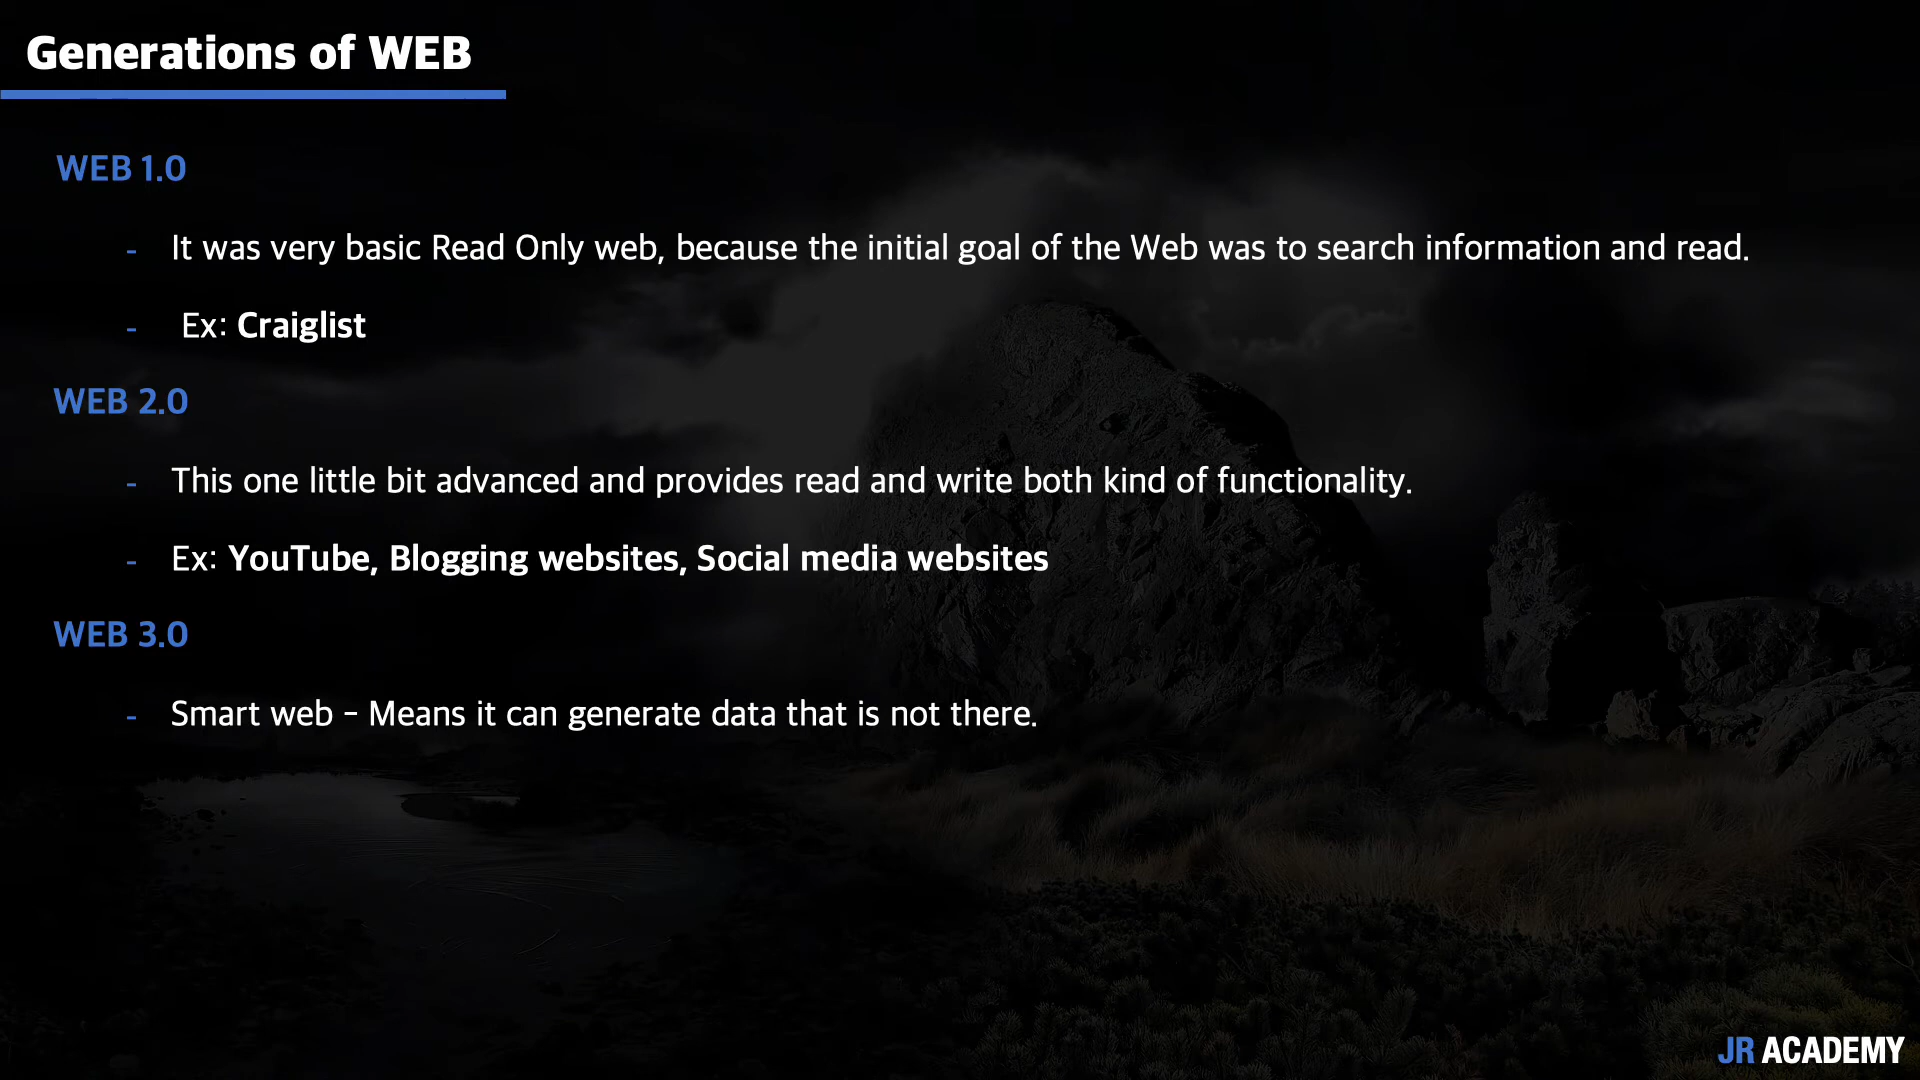 Generations of WEB
WEB 1.0
- It was very basic Read Only web, because the initial goal of the Web was to search information and read.
- Ex: Craiglist
WEB 2.0
- This one little bit advanced and provides read and write both kind of functionality.
- Ex: YouTube, Blogging websites, Social media websites
WEB 3.0
- Smart web – Means it can generate data that is not there.
JR ACADEMY